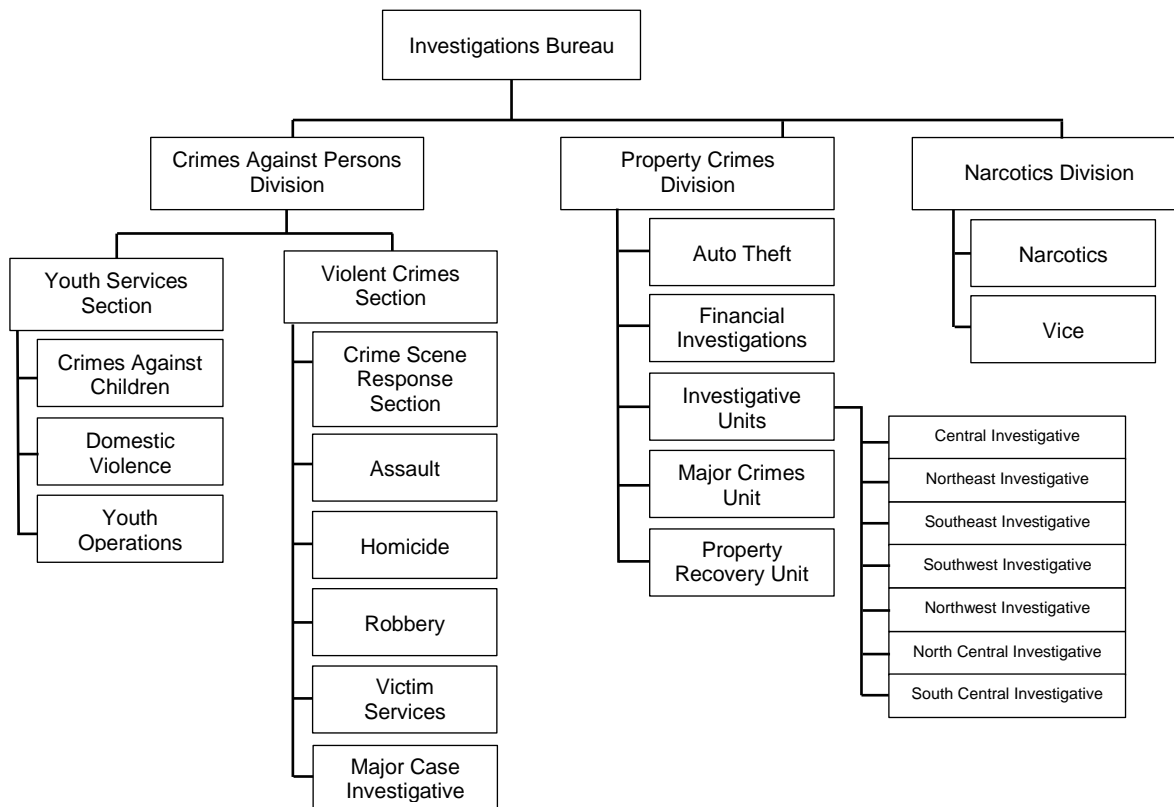 Investigations Bureau
Crimes Against Persons
Division
Property Crimes
Division
Narcotics Division
Youth Services
Section
Crimes Against
Children
Domestic
Violence
Youth
Operations
Violent Crimes
Section
Crime Scene
Response
Section
Assault
Homicide
Robbery
Victim
Services
Major Case
Investigative
Auto Theft
Financial
Investigations
Investigative
Units
Major Crimes
Unit
Property
Recovery Unit
Central Investigative
Northeast Investigative
Southeast Investigative
Southwest Investigative
Northwest Investigative
North Central Investigative
South Central Investigative
Narcotics
Vice